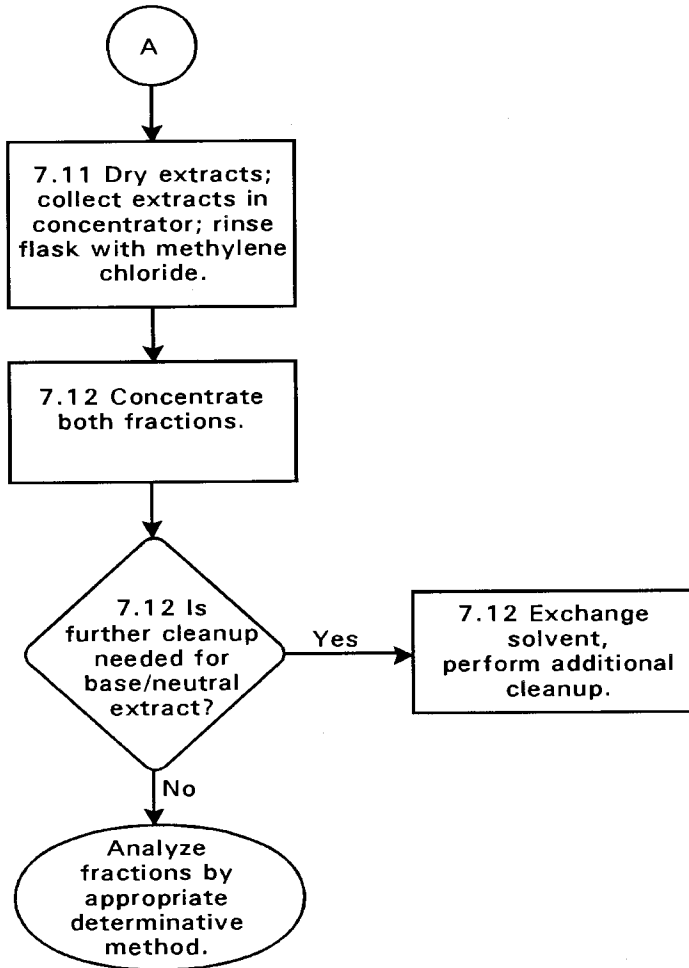 A
7.11 Dry extracts;
collect extracts in
concentrator; rinse
flask with methylene
chloride.
7.12 Concentrate
both fractions.
7.12 Is
further cleanup
needed for
base/neutral
extract?
Yes
7.12 Exchange
solvent,
perform additional
cleanup.
No
Analyze
fractions by
appropriate
determinative
method.